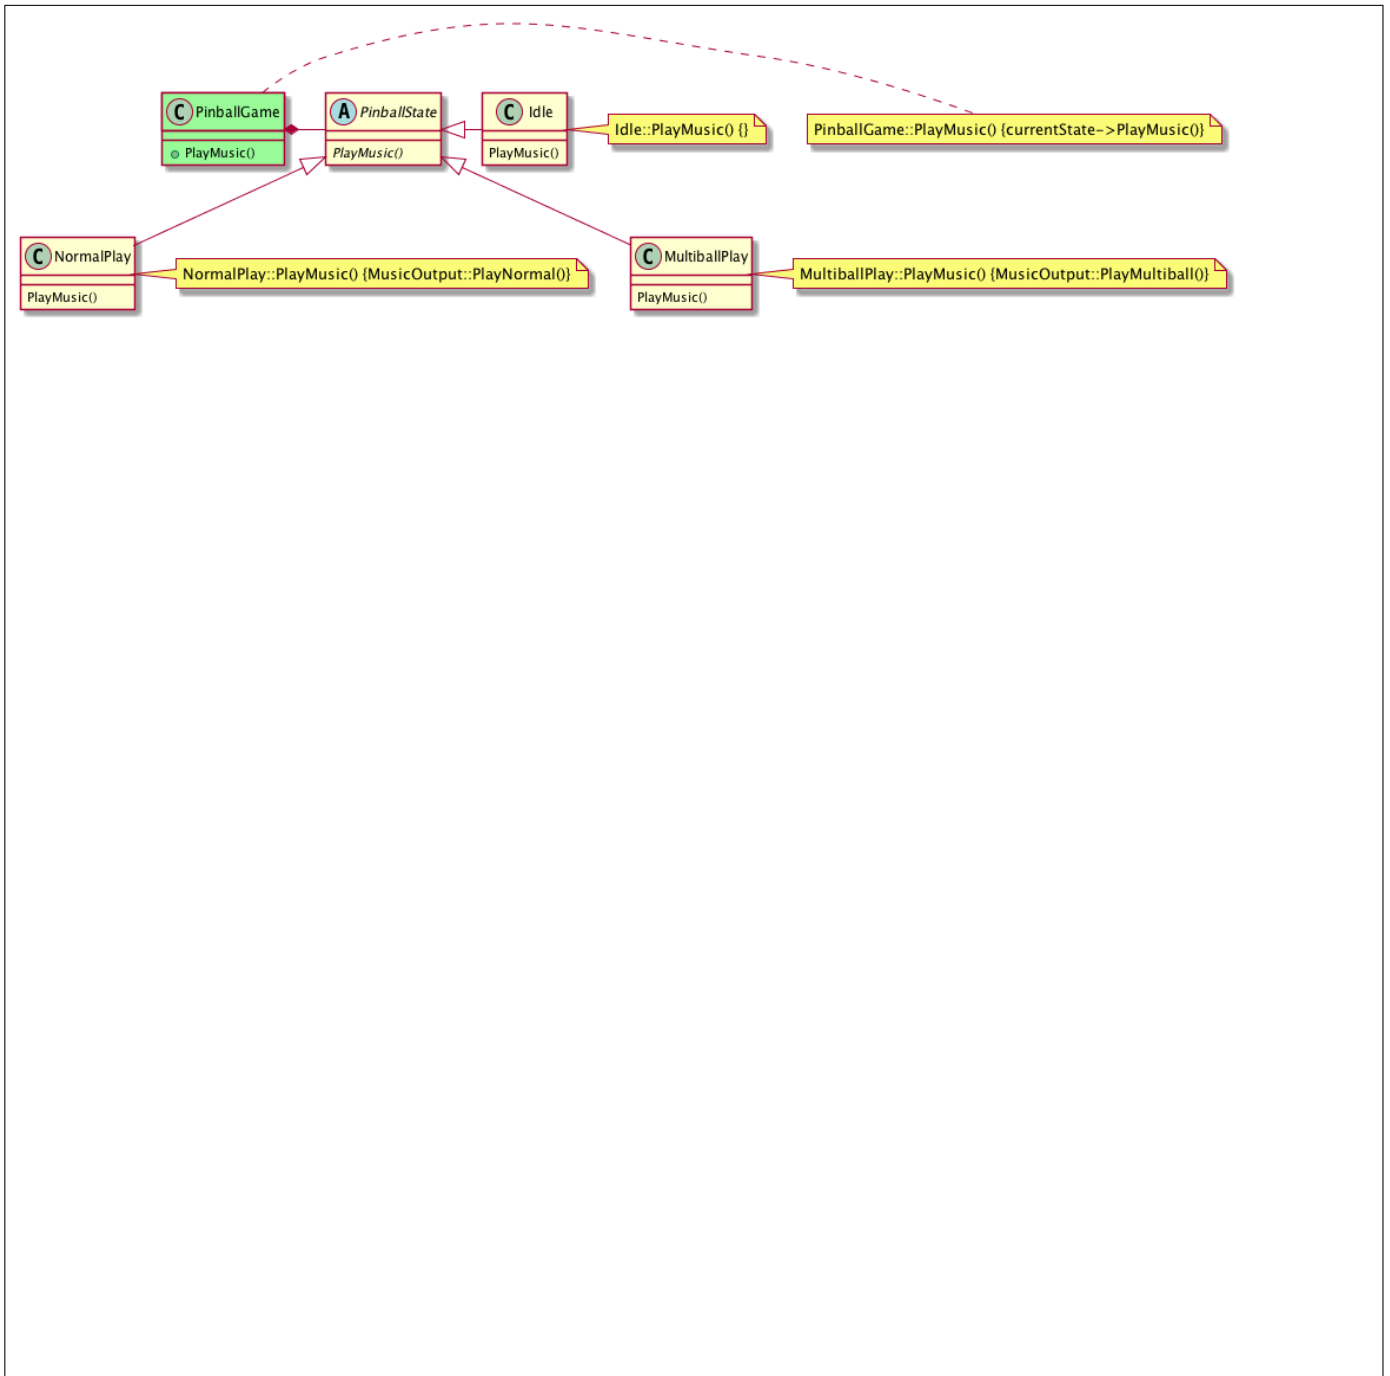 C PinballGame
PlayMusic()
A PinballState
PlayMusic()
C Idle
PlayMusic()
Idle::PlayMusic() {}
PinballGame::PlayMusic() {currentState->PlayMusic()}
C NormalPlay
PlayMusic()
NormalPlay::PlayMusic() {MusicOutput::PlayNormal()}
C MultiballPlay
PlayMusic()
MultiballPlay::PlayMusic() {MusicOutput::PlayMultiball()}